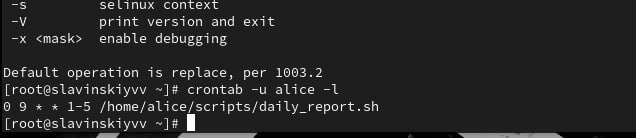 -s selinux context
-V print version and exit
-x <mask> enable debugging
Default operation is replace, per 1003.2
[root@slavinskiyvv ~]# crontab -u alice -l
0 9 * * 1-5 /home/alice/scripts/daily_report.sh
[root@slavinskiyvv ~]#